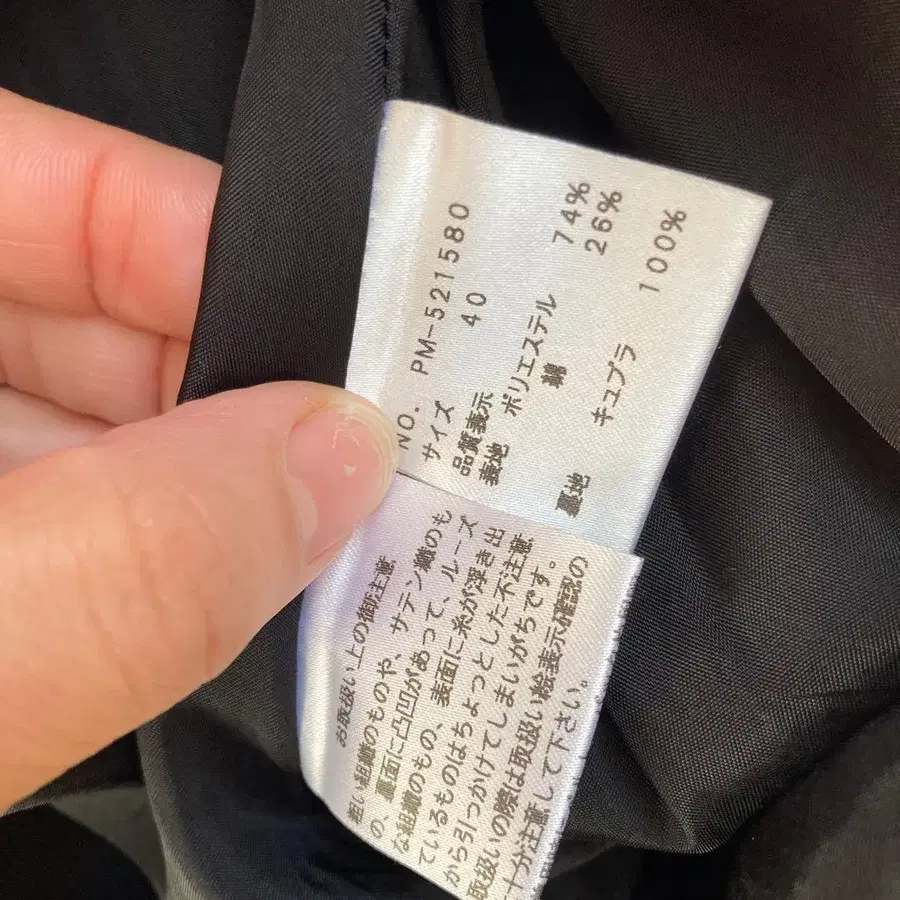 NO. PM-521580
サイズ 40
品質表示
表地 ポリエステル 74%
綿 26%
裏地 キュプラ 100%
お取扱い上の御注意
差い組織のものや、サテン織のも
の、裏面に凸凹があって、ルーズ
な組織のもの、表面に糸が浮き出
ているものはちょっとした不注意
から引っかけてしまいがちです。
取扱いの際は取扱い絵表示確認の
十分注意して下さい。